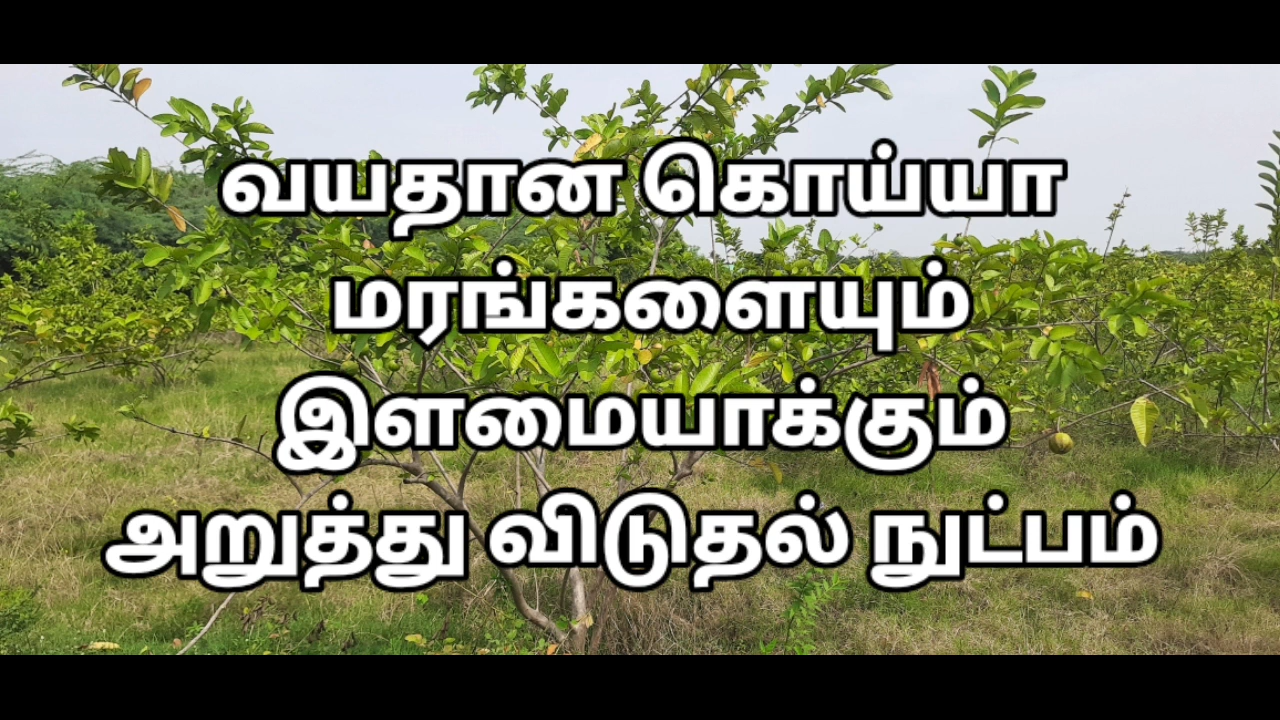 வயதான கொய்யா
மரங்களையும்
இளமையாக்கும்
அறுத்து விடுதல் நுட்பம்